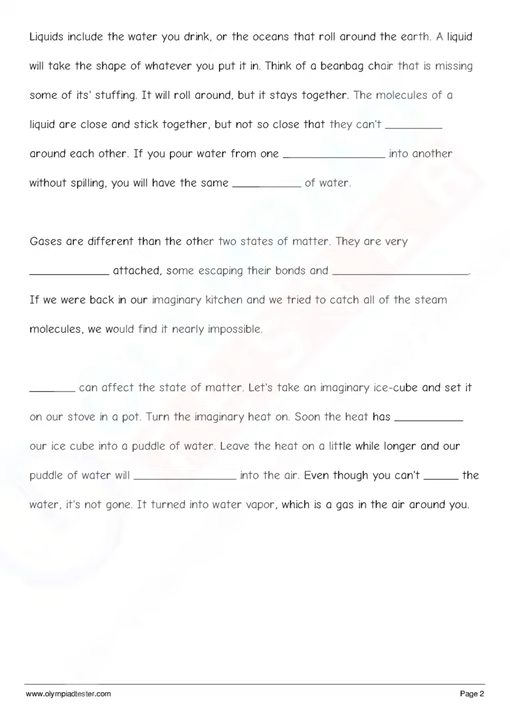 Liquids include the water you drink, or the oceans that roll around the earth. A liquid
will take the shape of whatever you put it in. Think of a beanbag chair that is missing
some of its' stuffing. It will roll around, but it stays together. The molecules of a
liquid are close and stick together, but not so close that they can't __________
around each other. If you pour water from one __________________ into another
without spilling, you will have the same ____________ of water.
Gases are different than the other two states of matter. They are very
______________ attached, some escaping their bonds and ________________________.
If we were back in our imaginary kitchen and we tried to catch all of the steam
molecules, we would find it nearly impossible.
________ can affect the state of matter. Let's take an imaginary ice-cube and set it
on our stove in a pot. Turn the imaginary heat on. Soon the heat has ____________
our ice cube into a puddle of water. Leave the heat on a little while longer and our
puddle of water will __________________ into the air. Even though you can't ______ the
water, it's not gone. It turned into water vapor, which is a gas in the air around you.
www.olympiadtester.com Page 2